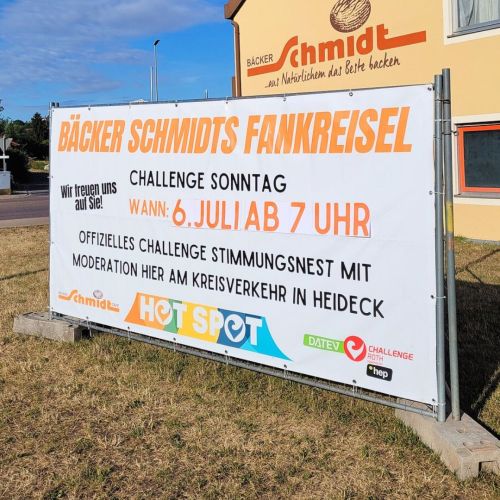 BÄCKER Schmidt
...aus Natürlichem das Beste backen
BÄCKER SCHMIDTS FANKREISEL
Wir freuen uns
auf Sie!
CHALLENGE SONNTAG
WANN: 6. JULI AB 7 UHR
OFFIZIELLES CHALLENGE STIMMUNGSNEST MIT
MODERATION HIER AM KREISVERKEHR IN HEIDECK
Schmidt
HOT SPOT
DATEV CHALLENGE
ROTH
hep